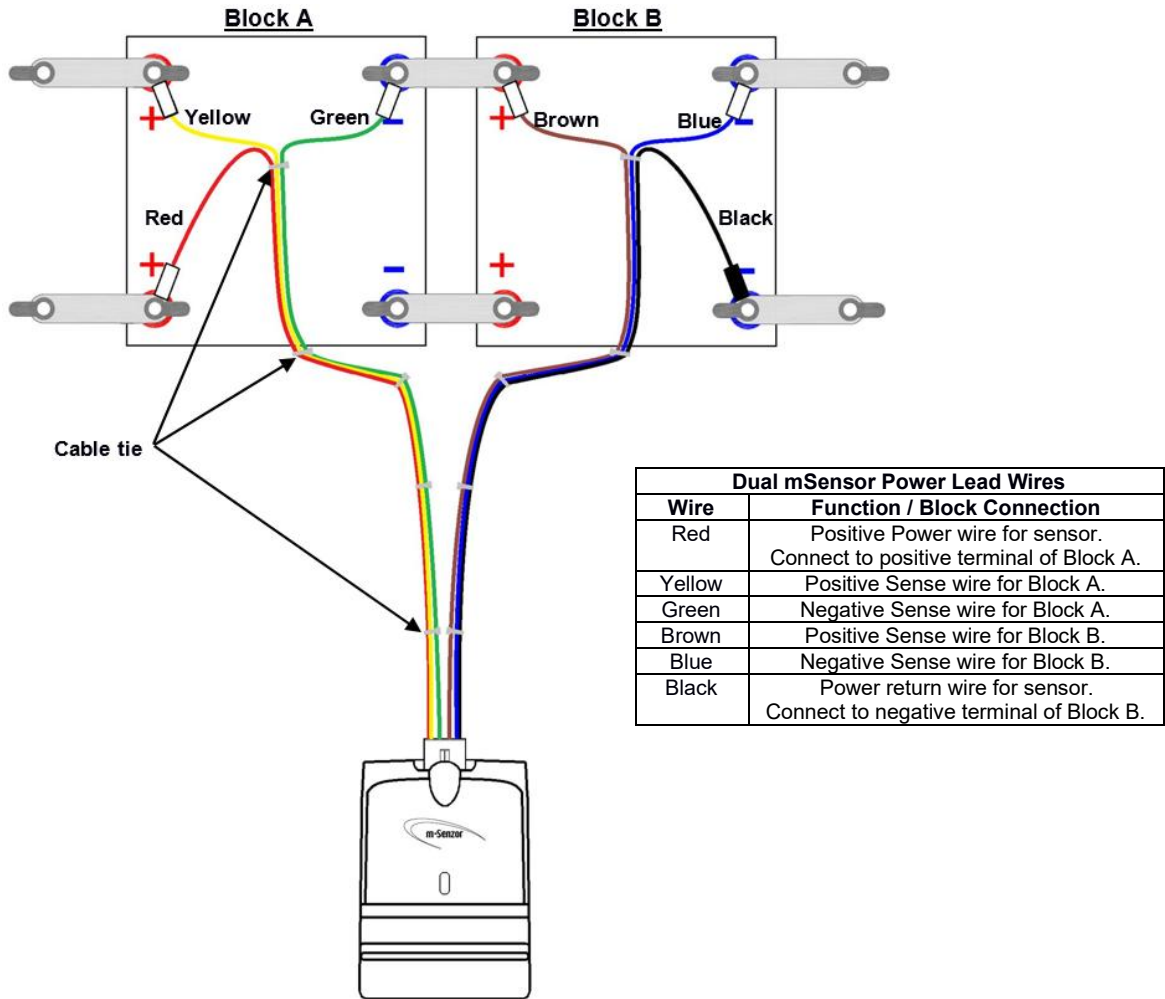 Block A
Block B
Yellow
Green
Brown
Blue
+
−
+
−
Red
Black
+
−
+
−
Cable tie
Dual mSensor Power Lead Wires
Wire Function / Block Connection
Red Positive Power wire for sensor.
Connect to positive terminal of Block A.
Yellow Positive Sense wire for Block A.
Green Negative Sense wire for Block A.
Brown Positive Sense wire for Block B.
Blue Negative Sense wire for Block B.
Black Power return wire for sensor.
Connect to negative terminal of Block B.
m-Senzor